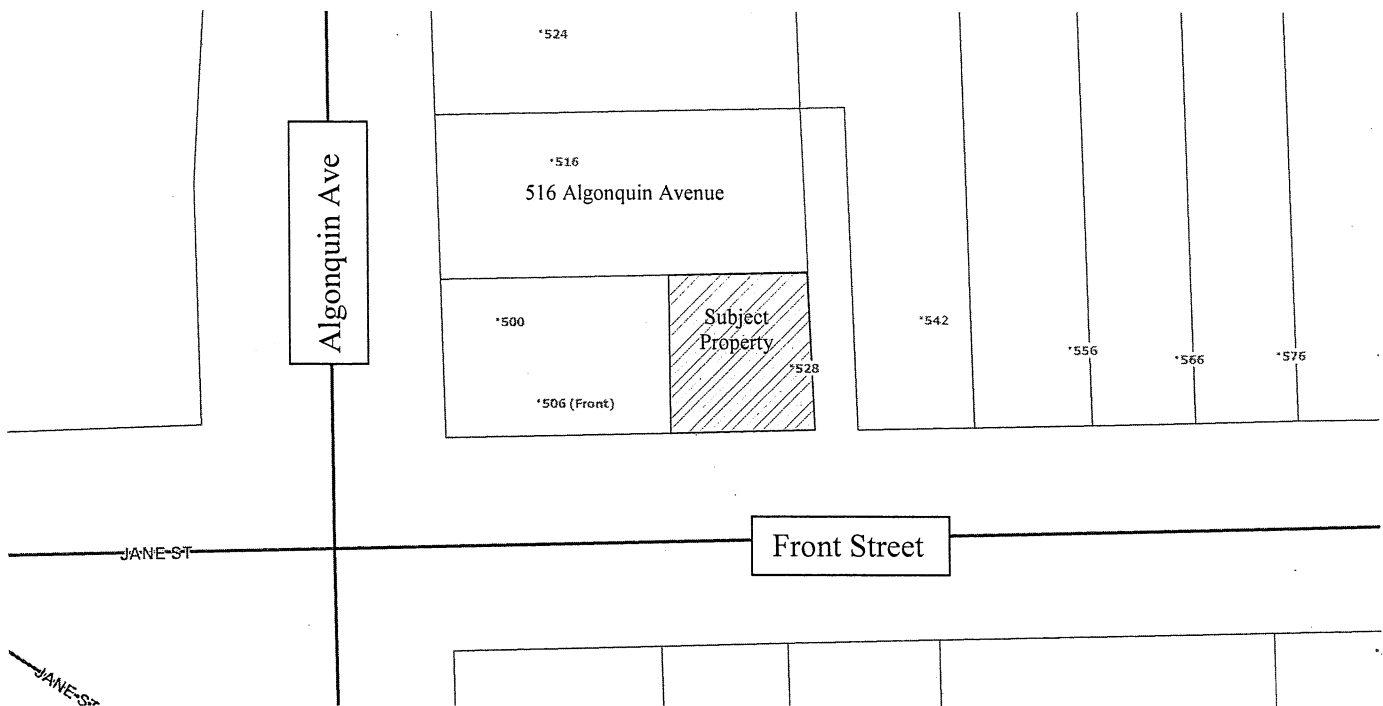 *524
Algonquin Ave
*516
516 Algonquin Avenue
*500
Subject
Property
*542
*528
*556
*566
*576
*506 (Front)
JANE ST
Front Street
JANE-ST